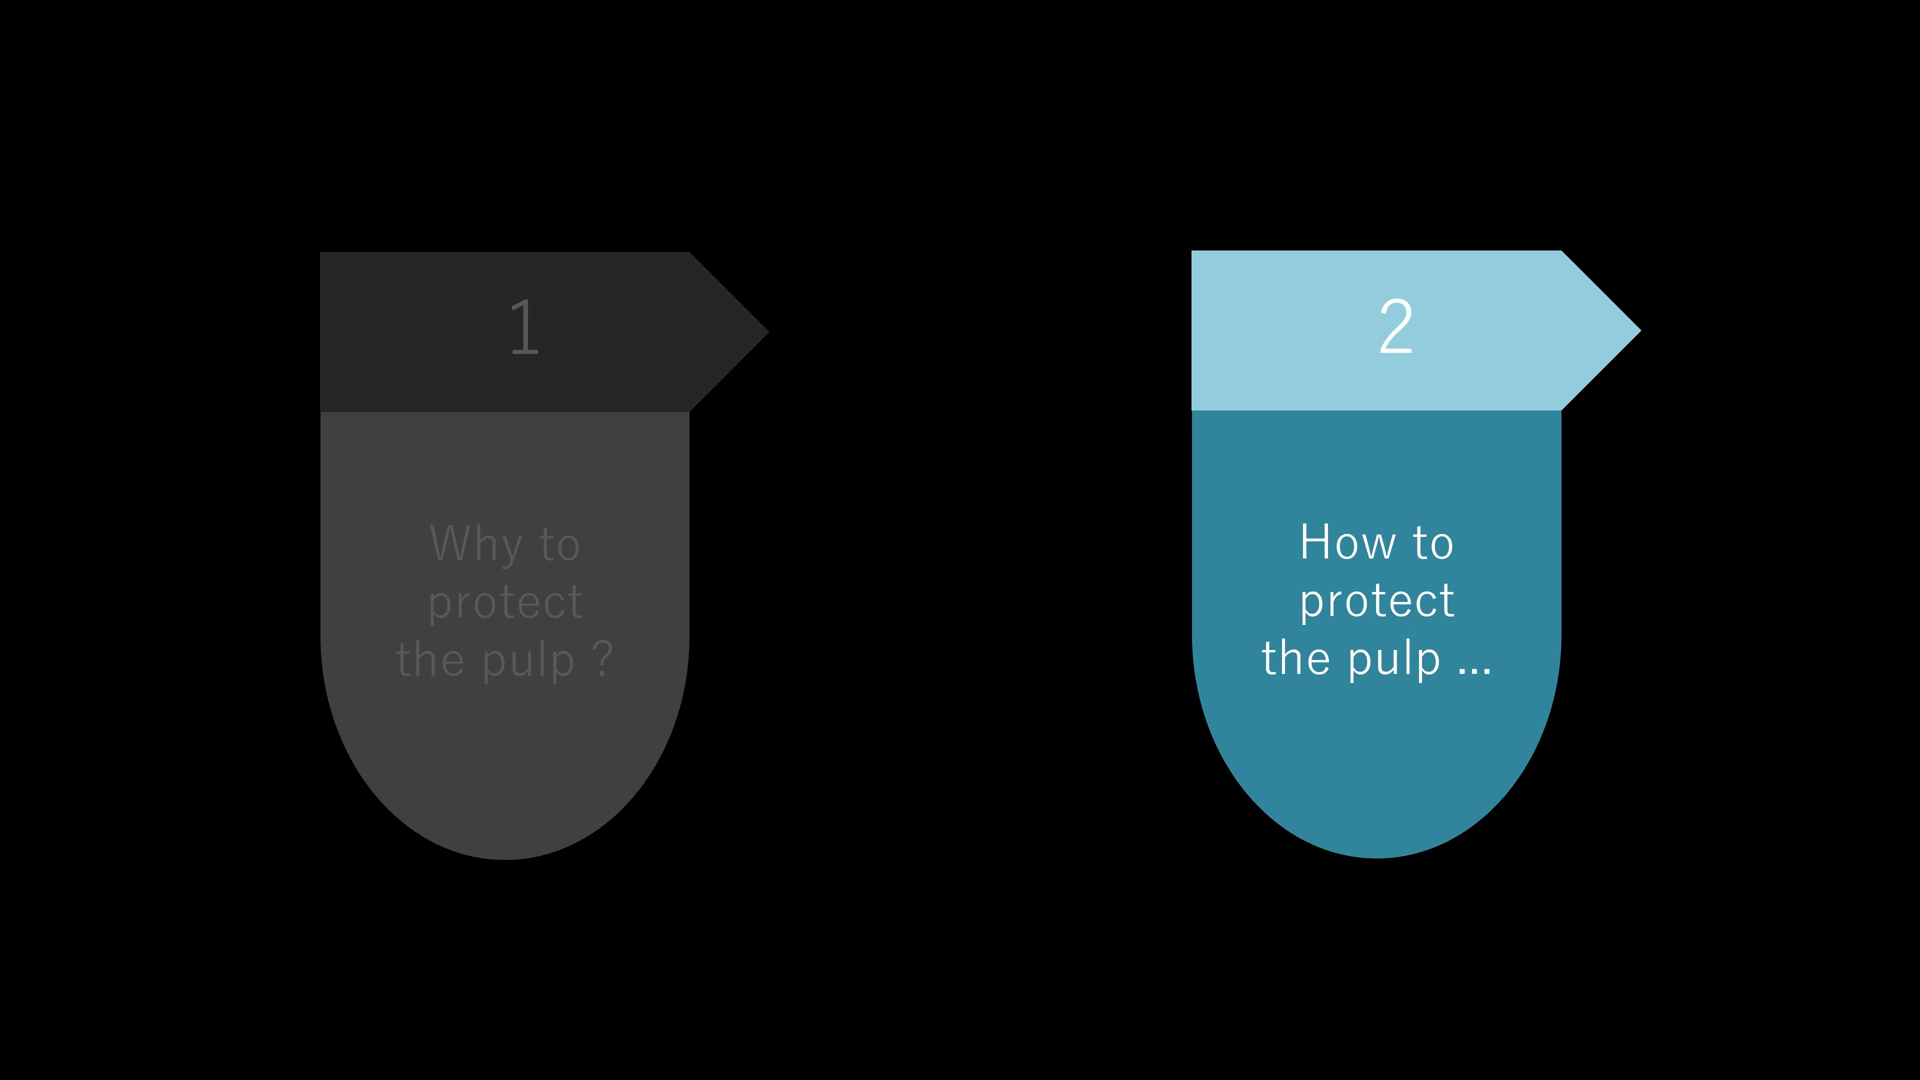 1
Why to
protect
the pulp ?
2
How to
protect
the pulp ...